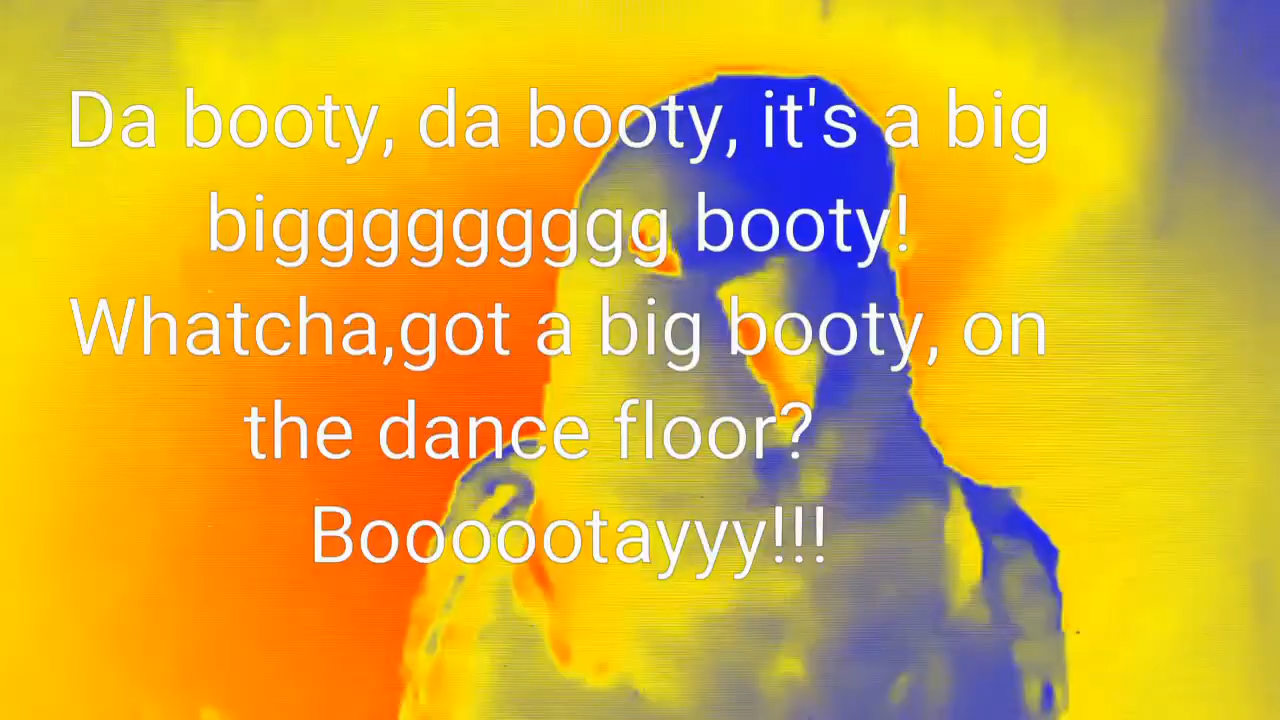 Da booty, da booty, it's a big
biggggggggg booty!
Whatcha,got a big booty, on
the dance floor?
Boooootayyy!!!